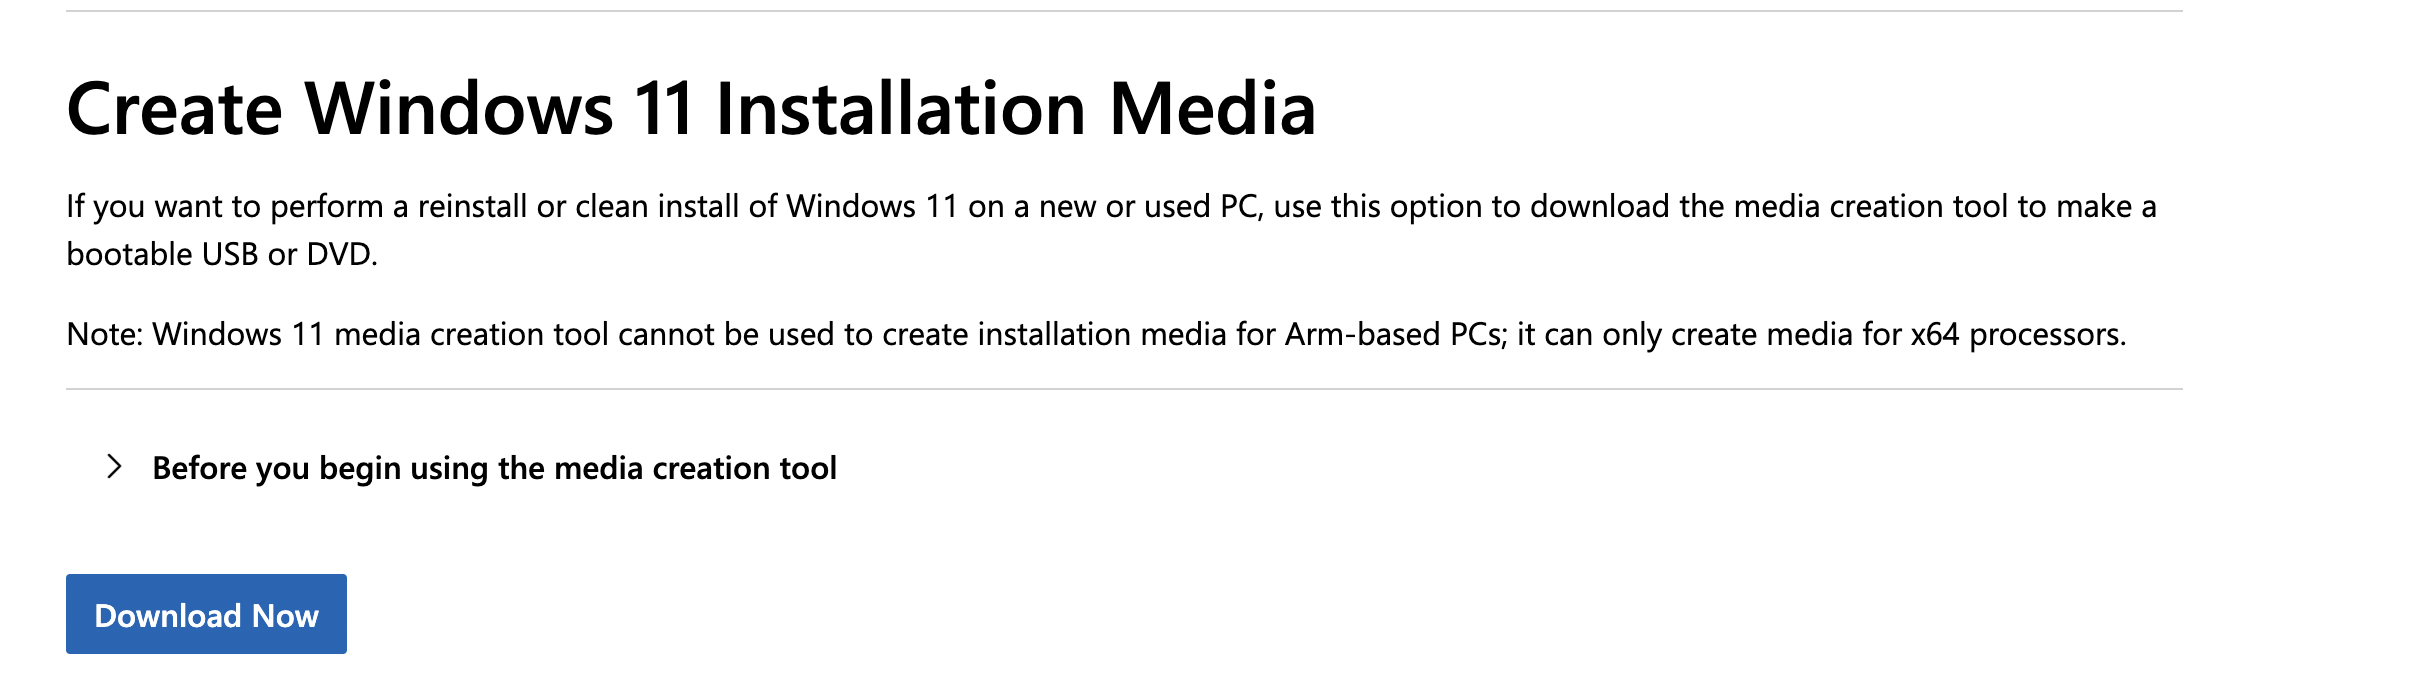 Create Windows 11 Installation Media
If you want to perform a reinstall or clean install of Windows 11 on a new or used PC, use this option to download the media creation tool to make a
bootable USB or DVD.
Note: Windows 11 media creation tool cannot be used to create installation media for Arm-based PCs; it can only create media for x64 processors.
Before you begin using the media creation tool
Download Now